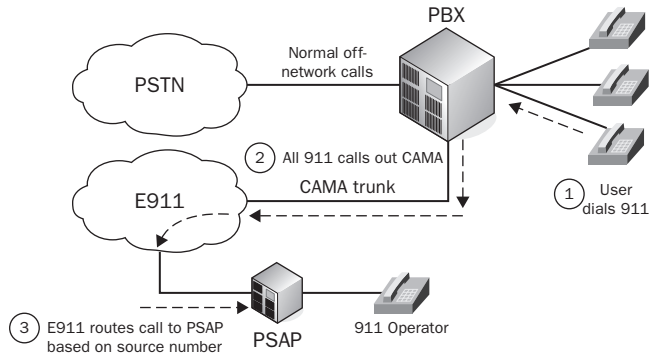 PBX
Normal off-
network calls
PSTN
2 All 911 calls out CAMA
CAMA trunk
1 User
dials 911
E911
3 E911 routes call to PSAP
based on source number
PSAP
911 Operator